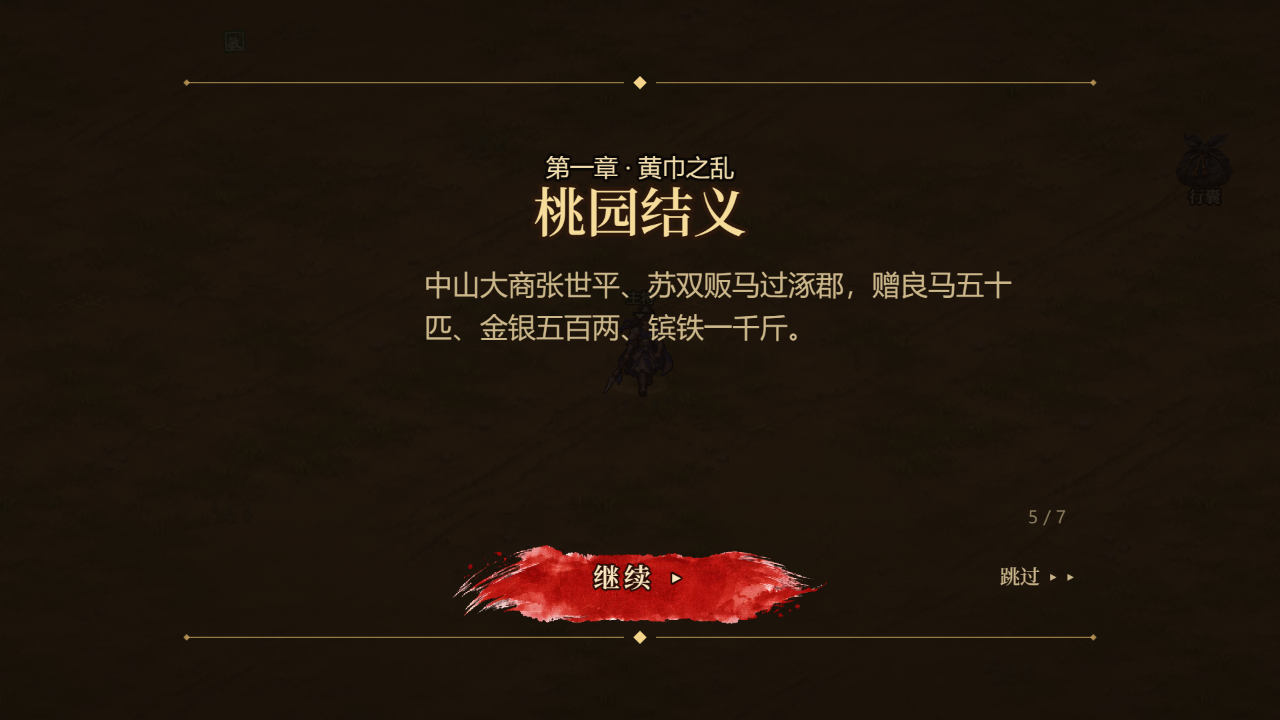 第一章·黄巾之乱
桃园结义
中山大商张世平、苏双贩马过涿郡，赠良马五十
匹、金银五百两、镔铁一千斤。
行囊
5 / 7
继续
跳过